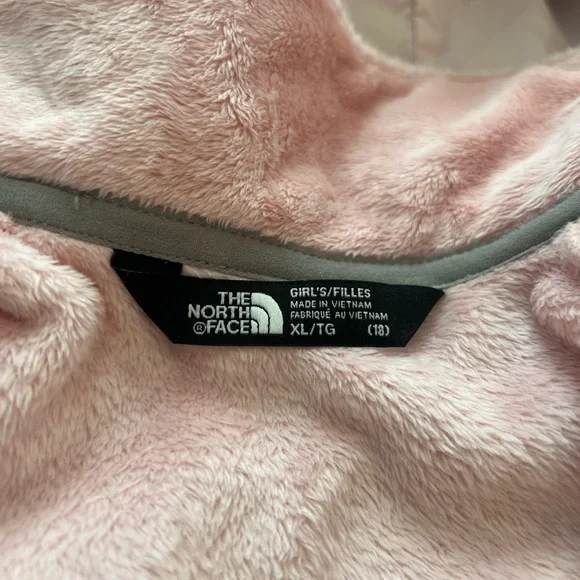 THE
NORTH
®FACE
GIRL'S/FILLES
MADE IN VIETNAM
FABRIQUÉ AU VIETNAM
XL/TG (18)